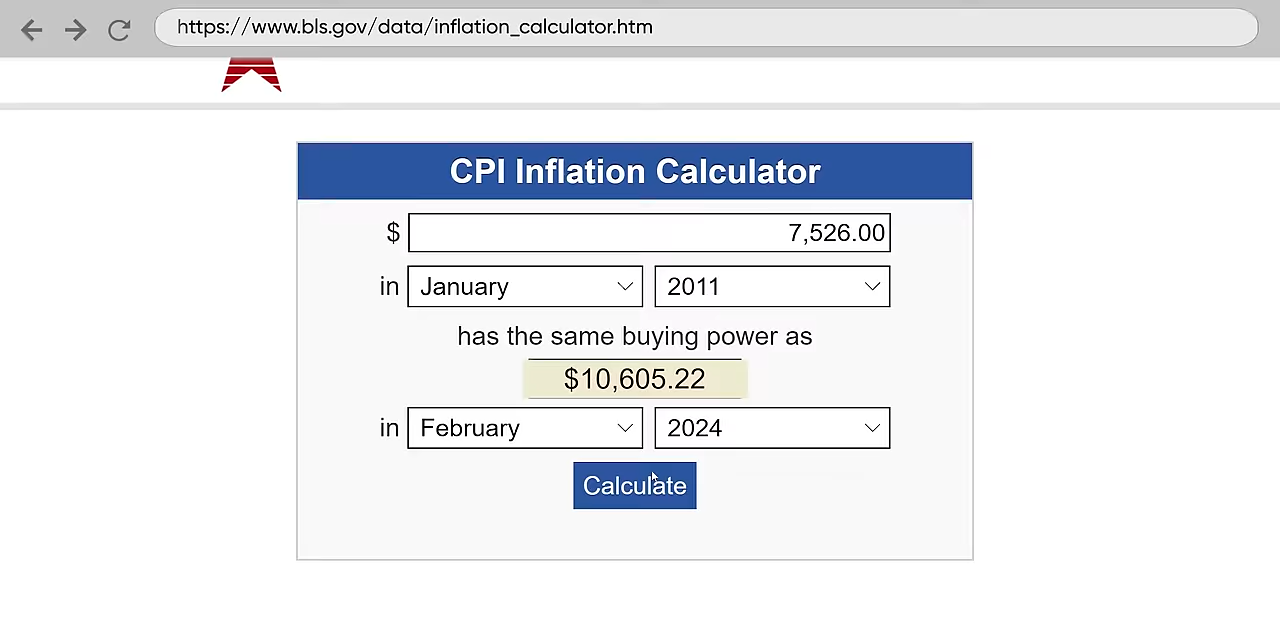 https://www.bls.gov/data/inflation_calculator.htm
CPI Inflation Calculator
$ 7,526.00
in January 2011
has the same buying power as
$10,605.22
in February 2024
Calculate